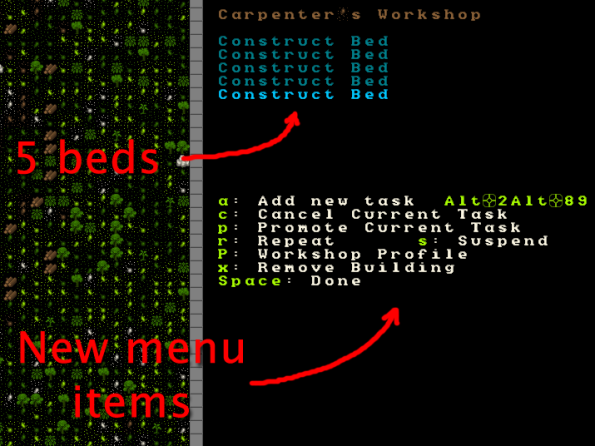 Carpenter's Workshop
Construct Bed
Construct Bed
Construct Bed
Construct Bed
Construct Bed
5 beds
a: Add new task Alt✥2Alt✥89
c: Cancel Current Task
p: Promote Current Task
r: Repeat s: Suspend
P: Workshop Profile
x: Remove Building
Space: Done
New menu
items